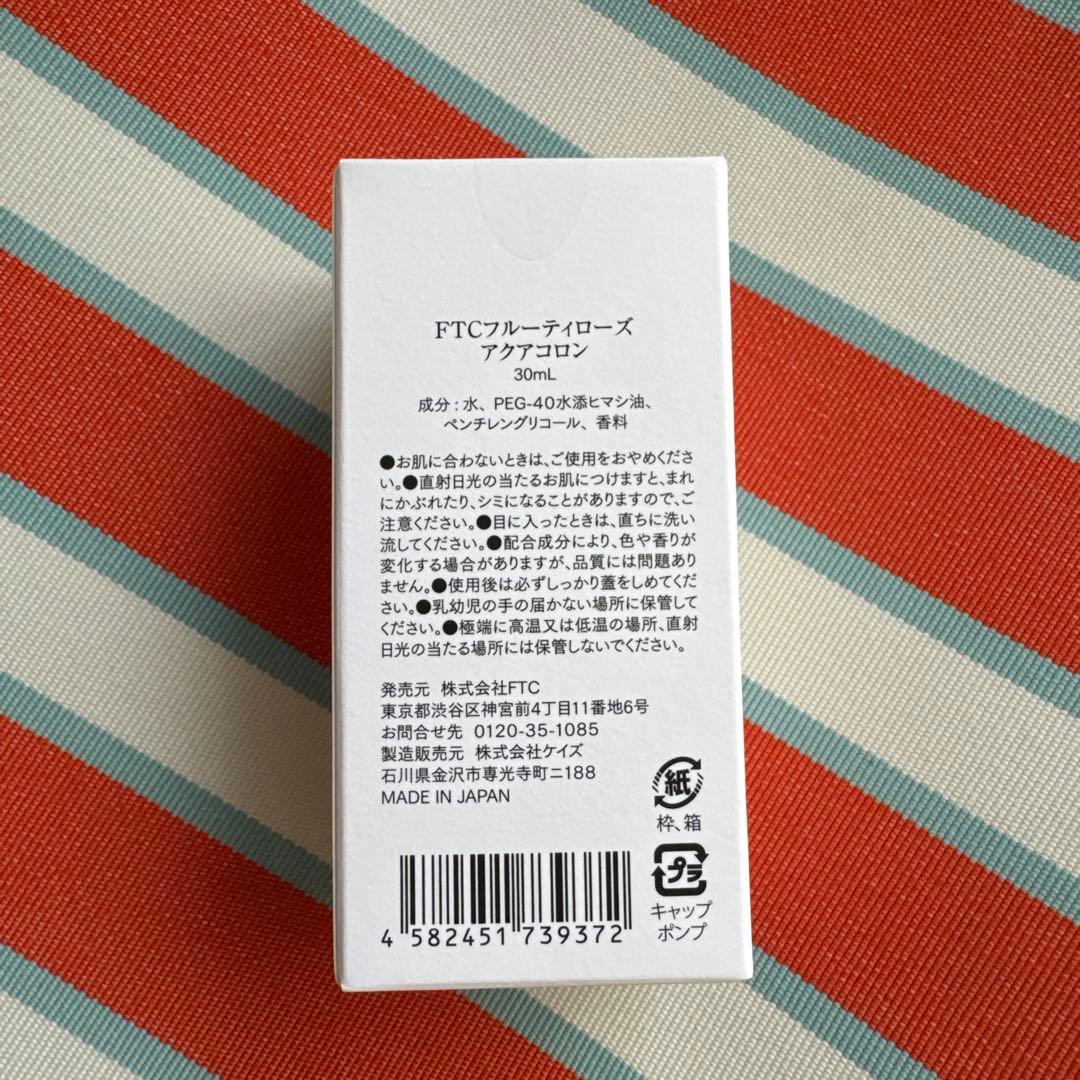 FTCフルーティローズ
アクアコロン
30mL
成分：水、PEG-40水添ヒマシ油、
ペンチレングリコール、香料
●お肌に合わないときは、ご使用をおやめくださ
い。●直射日光の当たるお肌につけますと、まれ
にかぶれたり、シミになることがありますので、ご
注意ください。●目に入ったときは、直ちに洗い
流してください。●配合成分により、色や香りが
変化する場合がありますが、品質には問題あり
ません。●使用後は必ずしっかり蓋をしめてくだ
さい。●乳幼児の手の届かない場所に保管して
ください。●極端に高温又は低温の場所、直射
日光の当たる場所には保管しないでください。
発売元 株式会社FTC
東京都渋谷区神宮前4丁目11番地6号
お問合せ先 0120-35-1085
製造販売元 株式会社ケイズ
石川県金沢市専光寺町ニ188
MADE IN JAPAN
紙
枠、箱
プラ
キャップ
ポンプ
4 582451 739372